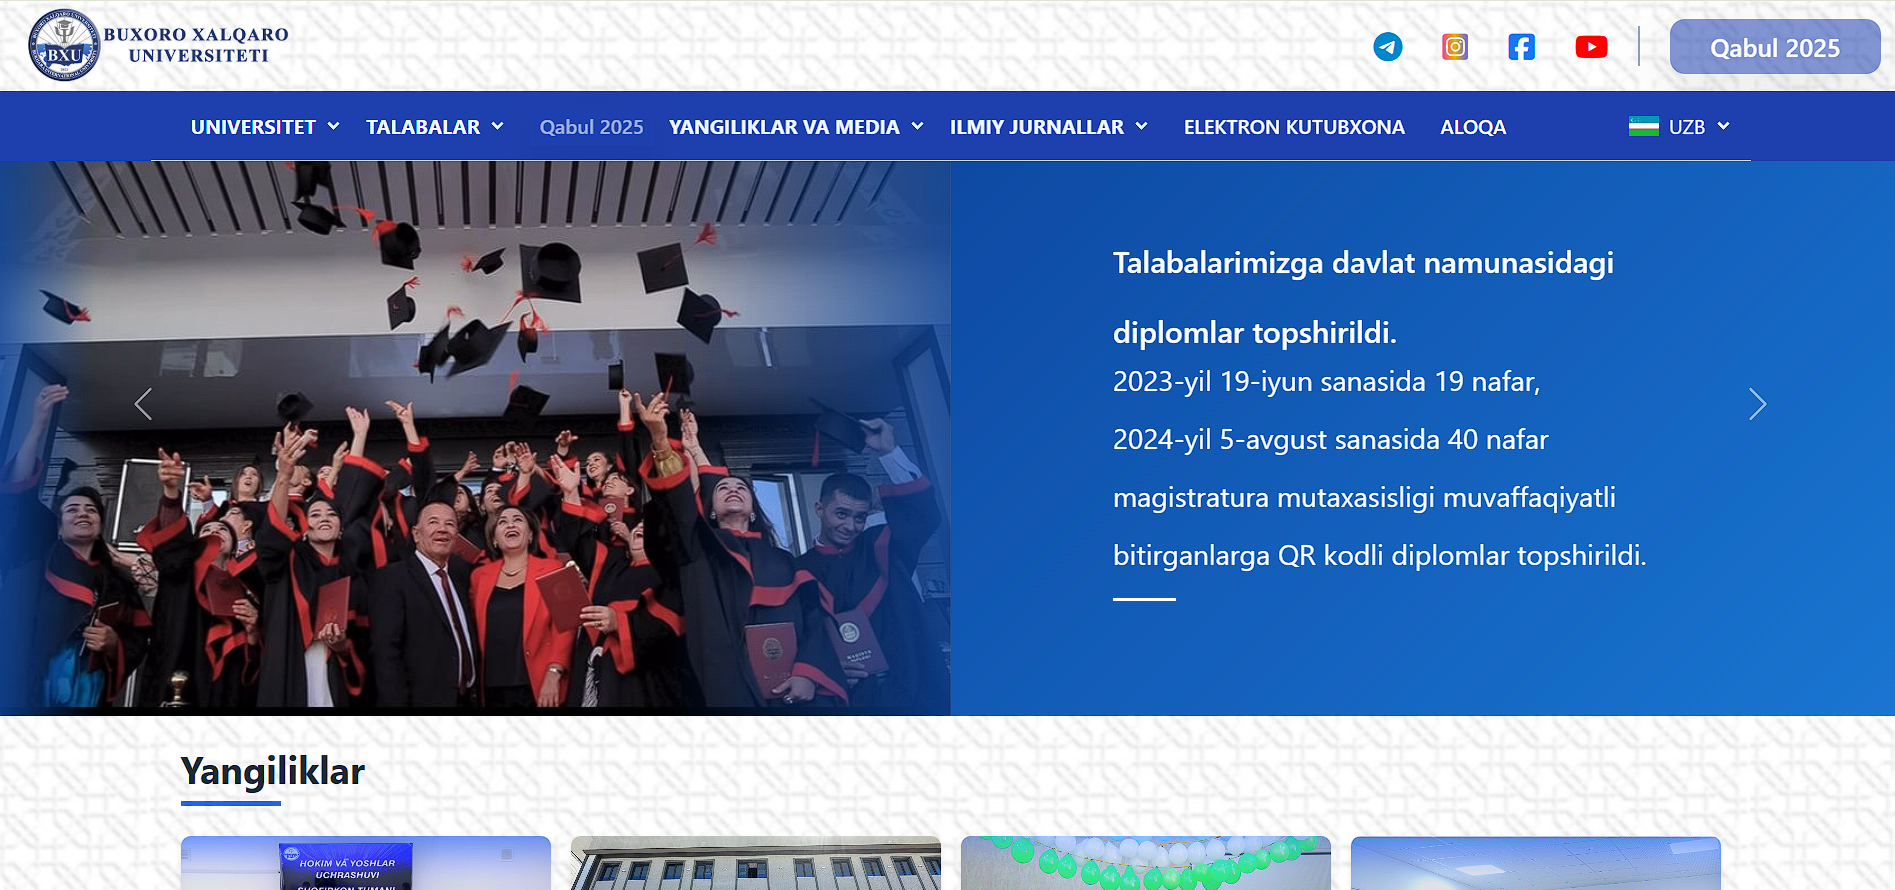 BXU
BUXORO XALQARO
UNIVERSITETI
Qabul 2025
UNIVERSITET
TALABALAR
Qabul 2025
YANGILIKLAR VA MEDIA
ILMIY JURNALLAR
ELEKTRON KUTUBXONA
ALOQA
UZB
Talabalarimizga davlat namunasidagi
diplomlar topshirildi.
2023-yil 19-iyun sanasida 19 nafar,
2024-yil 5-avgust sanasida 40 nafar
magistratura mutaxasisligi muvaffaqiyatli
bitirganlarga QR kodli diplomlar topshirildi.
Yangiliklar
HOKIM VA YOSHLAR
UCHRASHUVI